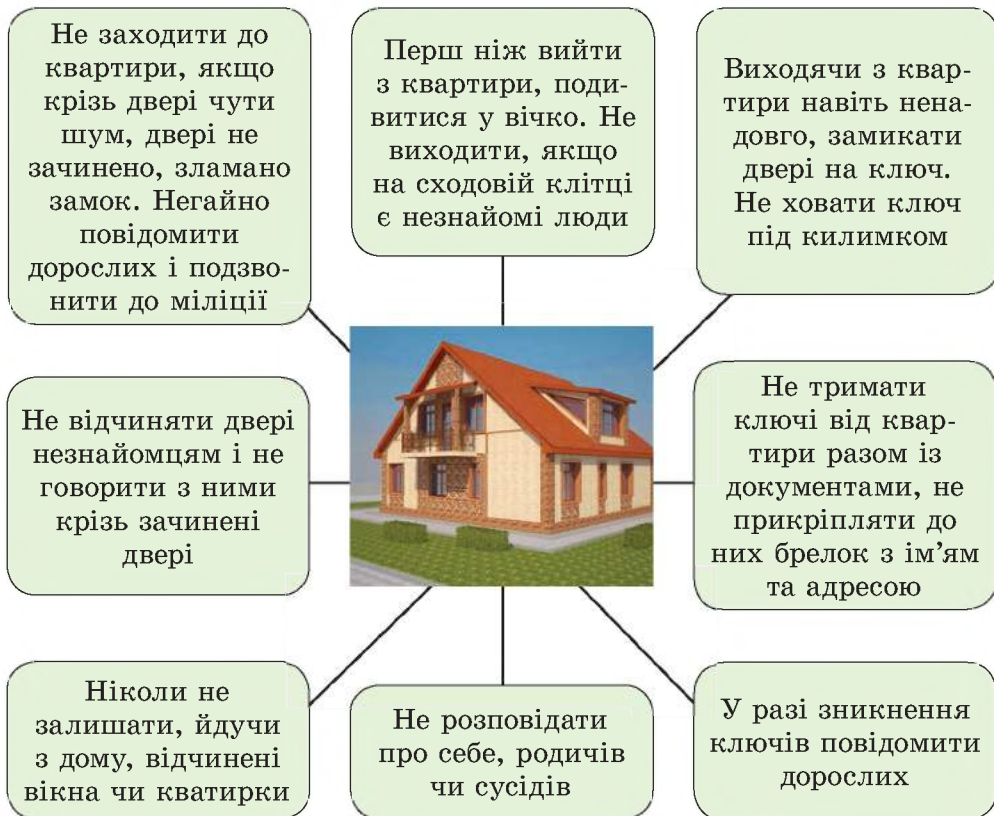 Не заходити до
квартири, якщо
крізь двері чути
шум, двері не
зачинено, зламано
замок. Негайно
повідомити
дорослих і подзво-
нити до міліції
Перш ніж вийти
з квартири, поди-
витися у вічко. Не
виходити, якщо
на сходовій клітці
є незнайомі люди
Виходячи з квар-
тири навіть нена-
довго, замикати
двері на ключ.
Не ховати ключ
під килимком
Не відчиняти двері
незнайомцям і не
говорити з ними
крізь зачинені
двері
Не тримати
ключі від квар-
тири разом із
документами, не
прикріпляти до
них брелок з ім’ям
та адресою
Ніколи не
залишати, йдучи
з дому, відчинені
вікна чи кватирки
Не розповідати
про себе, родичів
чи сусідів
У разі зникнення
ключів повідомити
дорослих